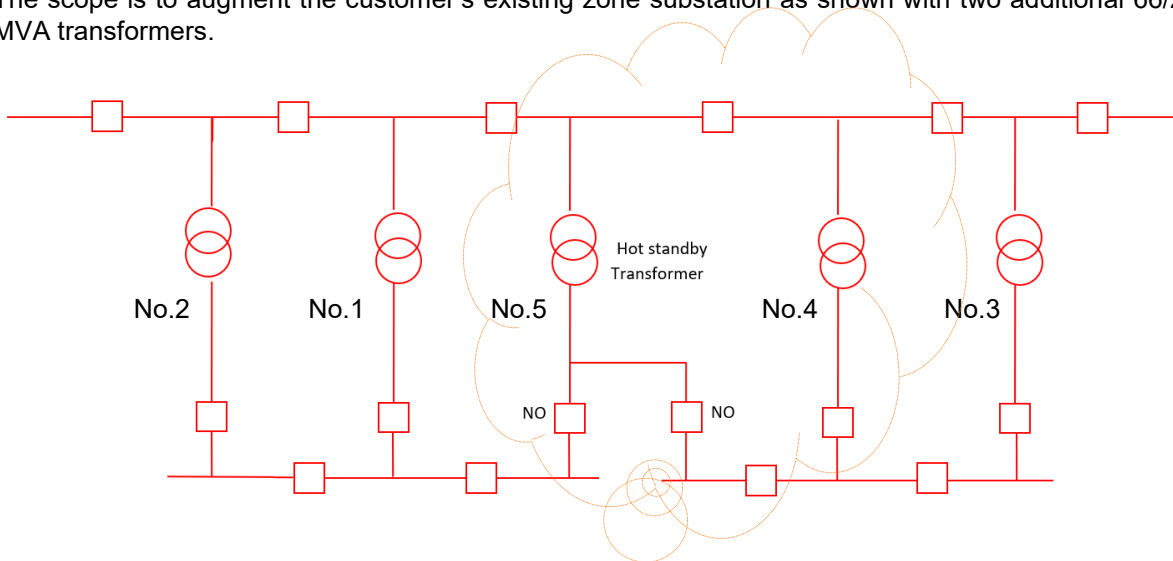 The scope is to augment the customer's existing zone substation as shown with two additional
MVA transformers.
Hot standby
Transformer
No.2
No.1
No.5
No.4
No.3
NO
NO